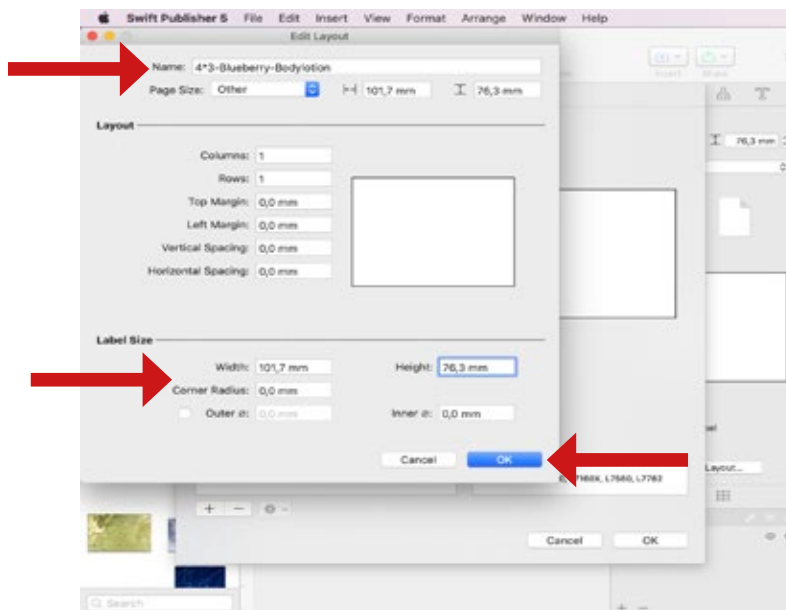 Swift Publisher 5 File Edit Insert View Format Arrange Window Help
Edit Layout
Name: 4*3-Blueberry-Bodylotion
Page Size: Other 101,7 mm 76,3 mm
76,3 mm
Layout
Columns: 1
Rows: 1
Top Margin: 0,0 mm
Left Margin: 0,0 mm
Vertical Spacing: 0,0 mm
Horizontal Spacing: 0,0 mm
Label Size
Width: 101,7 mm Height: 76,3 mm
Corner Radius: 0,0 mm
Outer ø: 0,0 mm Inner ø: 0,0 mm
Cancel OK
Layout...
L7560, L7762
Cancel OK
Search